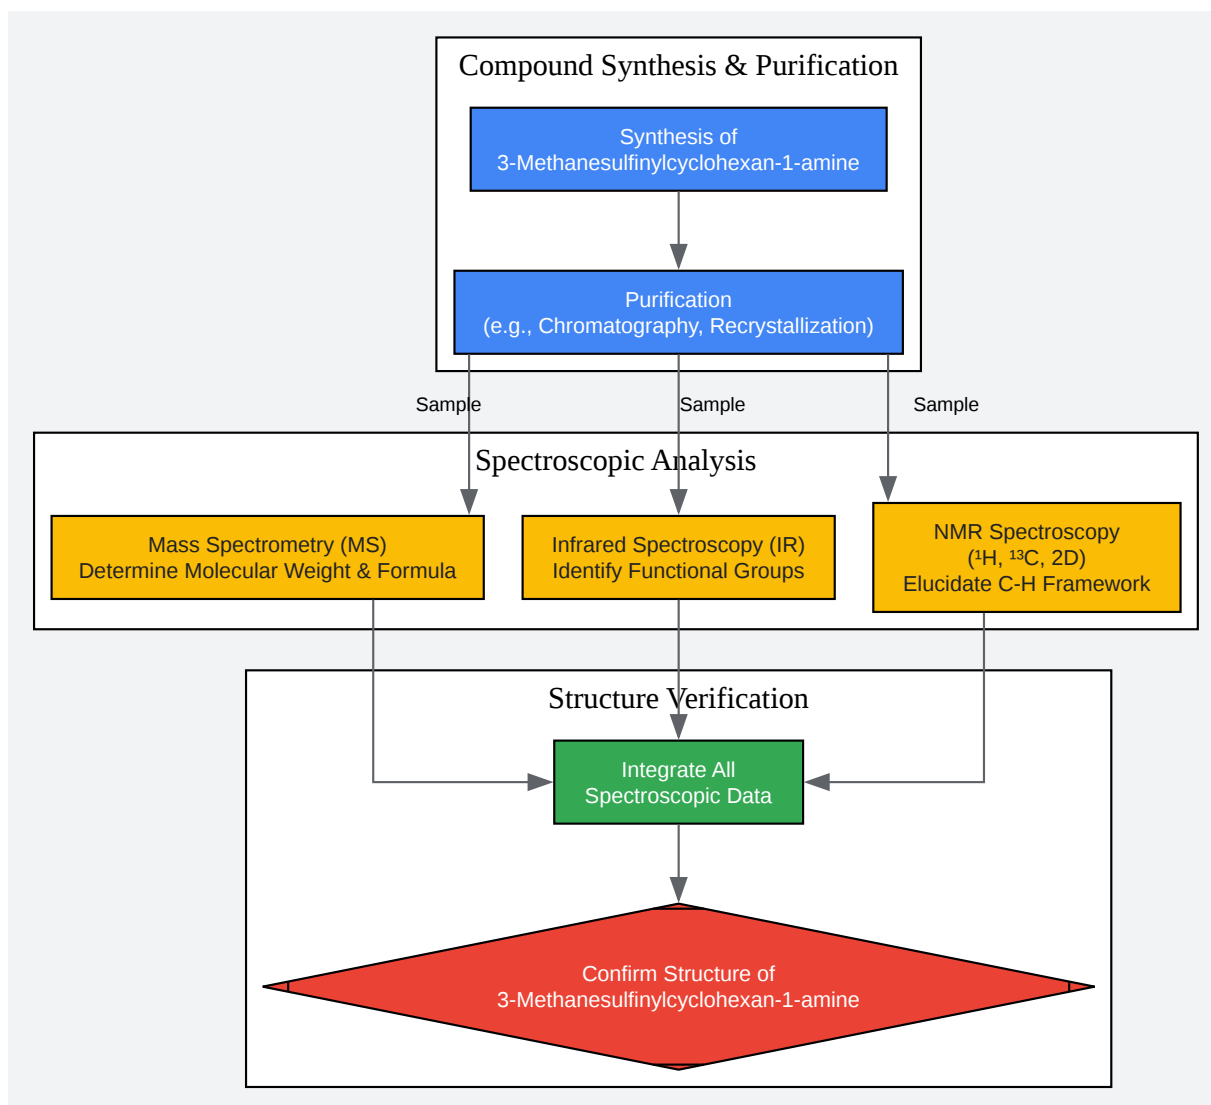 Compound Synthesis & Purification
Synthesis of
3-Methanesulfinylcyclohexan-1-amine
Purification
(e.g., Chromatography, Recrystallization)
Sample
Sample
Sample
Spectroscopic Analysis
Mass Spectrometry (MS)
Determine Molecular Weight & Formula
Infrared Spectroscopy (IR)
Identify Functional Groups
NMR Spectroscopy
(¹H, ¹³C, 2D)
Elucidate C-H Framework
Structure Verification
Integrate All
Spectroscopic Data
Confirm Structure of
3-Methanesulfinylcyclohexan-1-amine